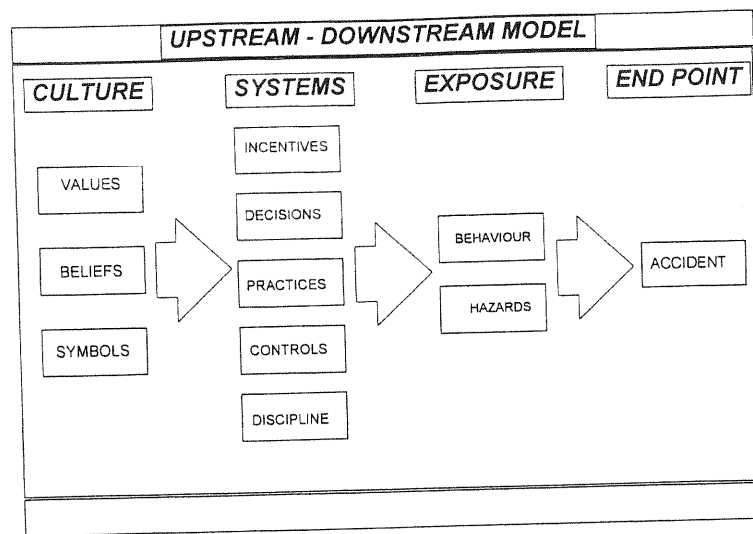 UPSTREAM - DOWNSTREAM MODEL
CULTURE
SYSTEMS
EXPOSURE
END POINT
VALUES
BELIEFS
SYMBOLS
INCENTIVES
DECISIONS
PRACTICES
CONTROLS
DISCIPLINE
BEHAVIOUR
HAZARDS
ACCIDENT